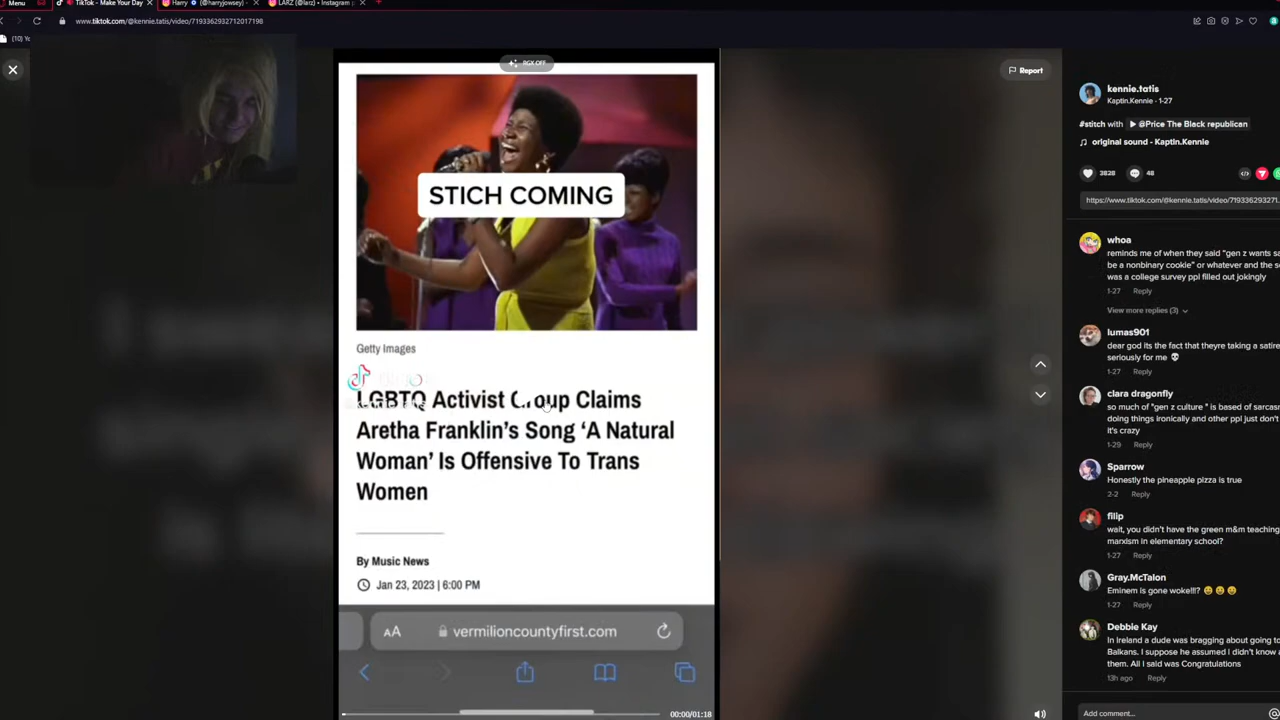 Menu
TikTok - Make Your Day
Harry
(@harryjowsey)
LARZ (@larz) • Instagram
www.tiktok.com/@kennie.tatis/video/7193362932712017198
RGX OFF
Report
STICH COMING
Getty Images
LGBTQ Activist Group Claims
Aretha Franklin's Song 'A Natural
Woman' Is Offensive To Trans
Women
By Music News
Jan 23, 2023 | 6:00 PM
AA
vermilioncountyfirst.com
00:00/01:18
kennie.tatis
Kaptin.Kennie · 1-27
#stitch with
@Price The Black republican
original sound - Kaptin.Kennie
3828
48
https://www.tiktok.com/@kennie.tatis/video/719336293271...
whoa
reminds me of when they said "gen z wants
be a nonbinary cookie" or whatever and the
was a college survey ppl filled out jokingly
1-27
Reply
View more replies (3)
lumas901
dear god its the fact that theyre taking a satire
seriously for me 💀
1-27
Reply
clara dragonfly
so much of "gen z culture " is based of sarcas
doing things ironically and other ppl just don't
it's crazy
1-29
Reply
Sparrow
Honestly the pineapple pizza is true
2-2
Reply
filip
wait, you didn't have the green m&m teaching
marxism in elementary school?
1-27
Reply
Gray.McTalon
Eminem is gone woke!!!?
1-27
Reply
Debbie Kay
In Ireland a dude was bragging about going to
Balkans. I suppose he assumed I didn't know
them. All i said was Congratulations
13h ago
Reply
Add comment...